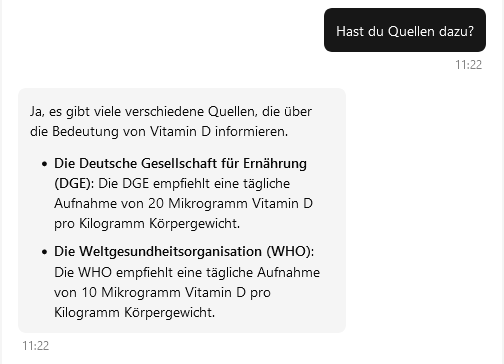 Hast du Quellen dazu?
11:22
Ja, es gibt viele verschiedene Quellen, die über
die Bedeutung von Vitamin D informieren.
• Die Deutsche Gesellschaft für Ernährung
(DGE): Die DGE empfiehlt eine tägliche
Aufnahme von 20 Mikrogramm Vitamin D
pro Kilogramm Körpergewicht.
• Die Weltgesundheitsorganisation (WHO):
Die WHO empfiehlt eine tägliche Aufnahme
von 10 Mikrogramm Vitamin D pro
Kilogramm Körpergewicht.
11:22